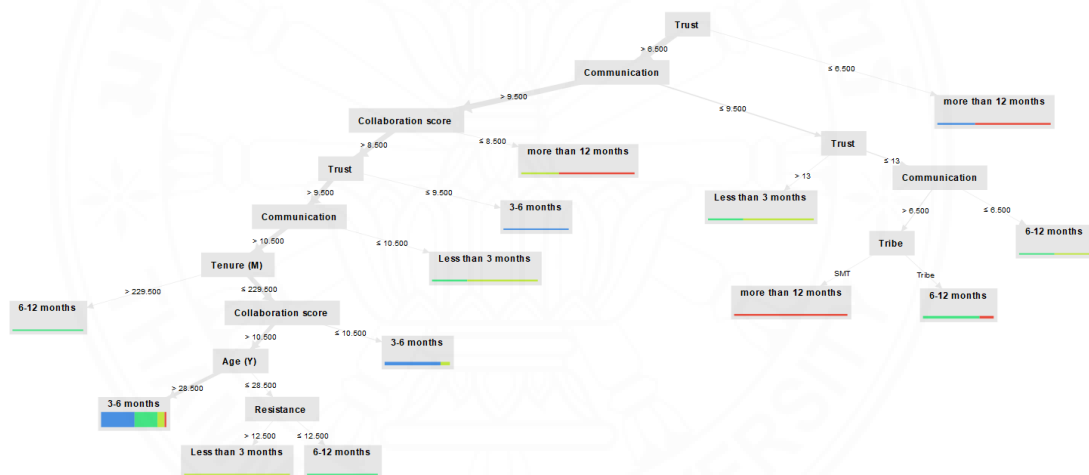 Trust
> 6.500
≤ 6.500
Communication
more than 12 months
> 9.500
≤ 9.500
Collaboration score
Trust
> 8.500
≤ 8.500
more than 12 months
> 13
≤ 13
Trust
Communication
> 9.500
≤ 9.500
Less than 3 months
> 6.500
≤ 6.500
Communication
3-6 months
Tribe
6-12 months
> 10.500
≤ 10.500
Tenure (M)
Less than 3 months
SMT
Tribe
> 229.500
≤ 229.500
more than 12 months
6-12 months
6-12 months
Collaboration score
> 10.500
≤ 10.500
3-6 months
Age (Y)
> 28.500
≤ 28.500
3-6 months
Resistance
> 12.500
≤ 12.500
Less than 3 months
6-12 months